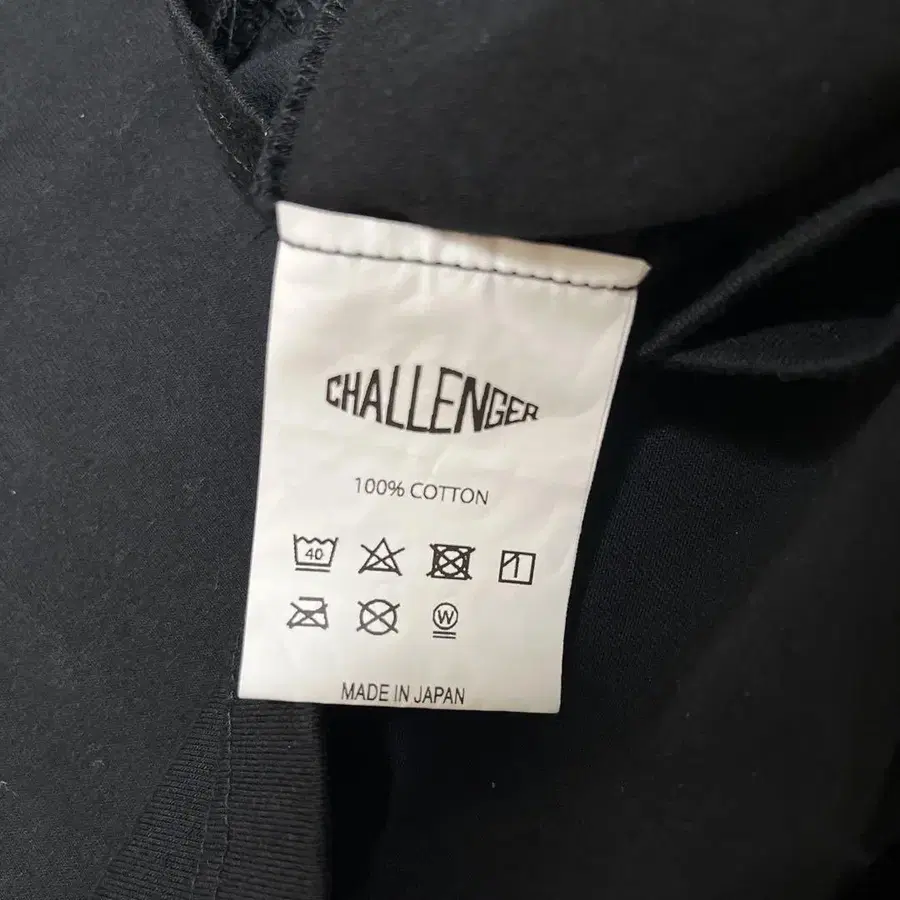 CHALLENGER
100% COTTON
40
W
MADE IN JAPAN